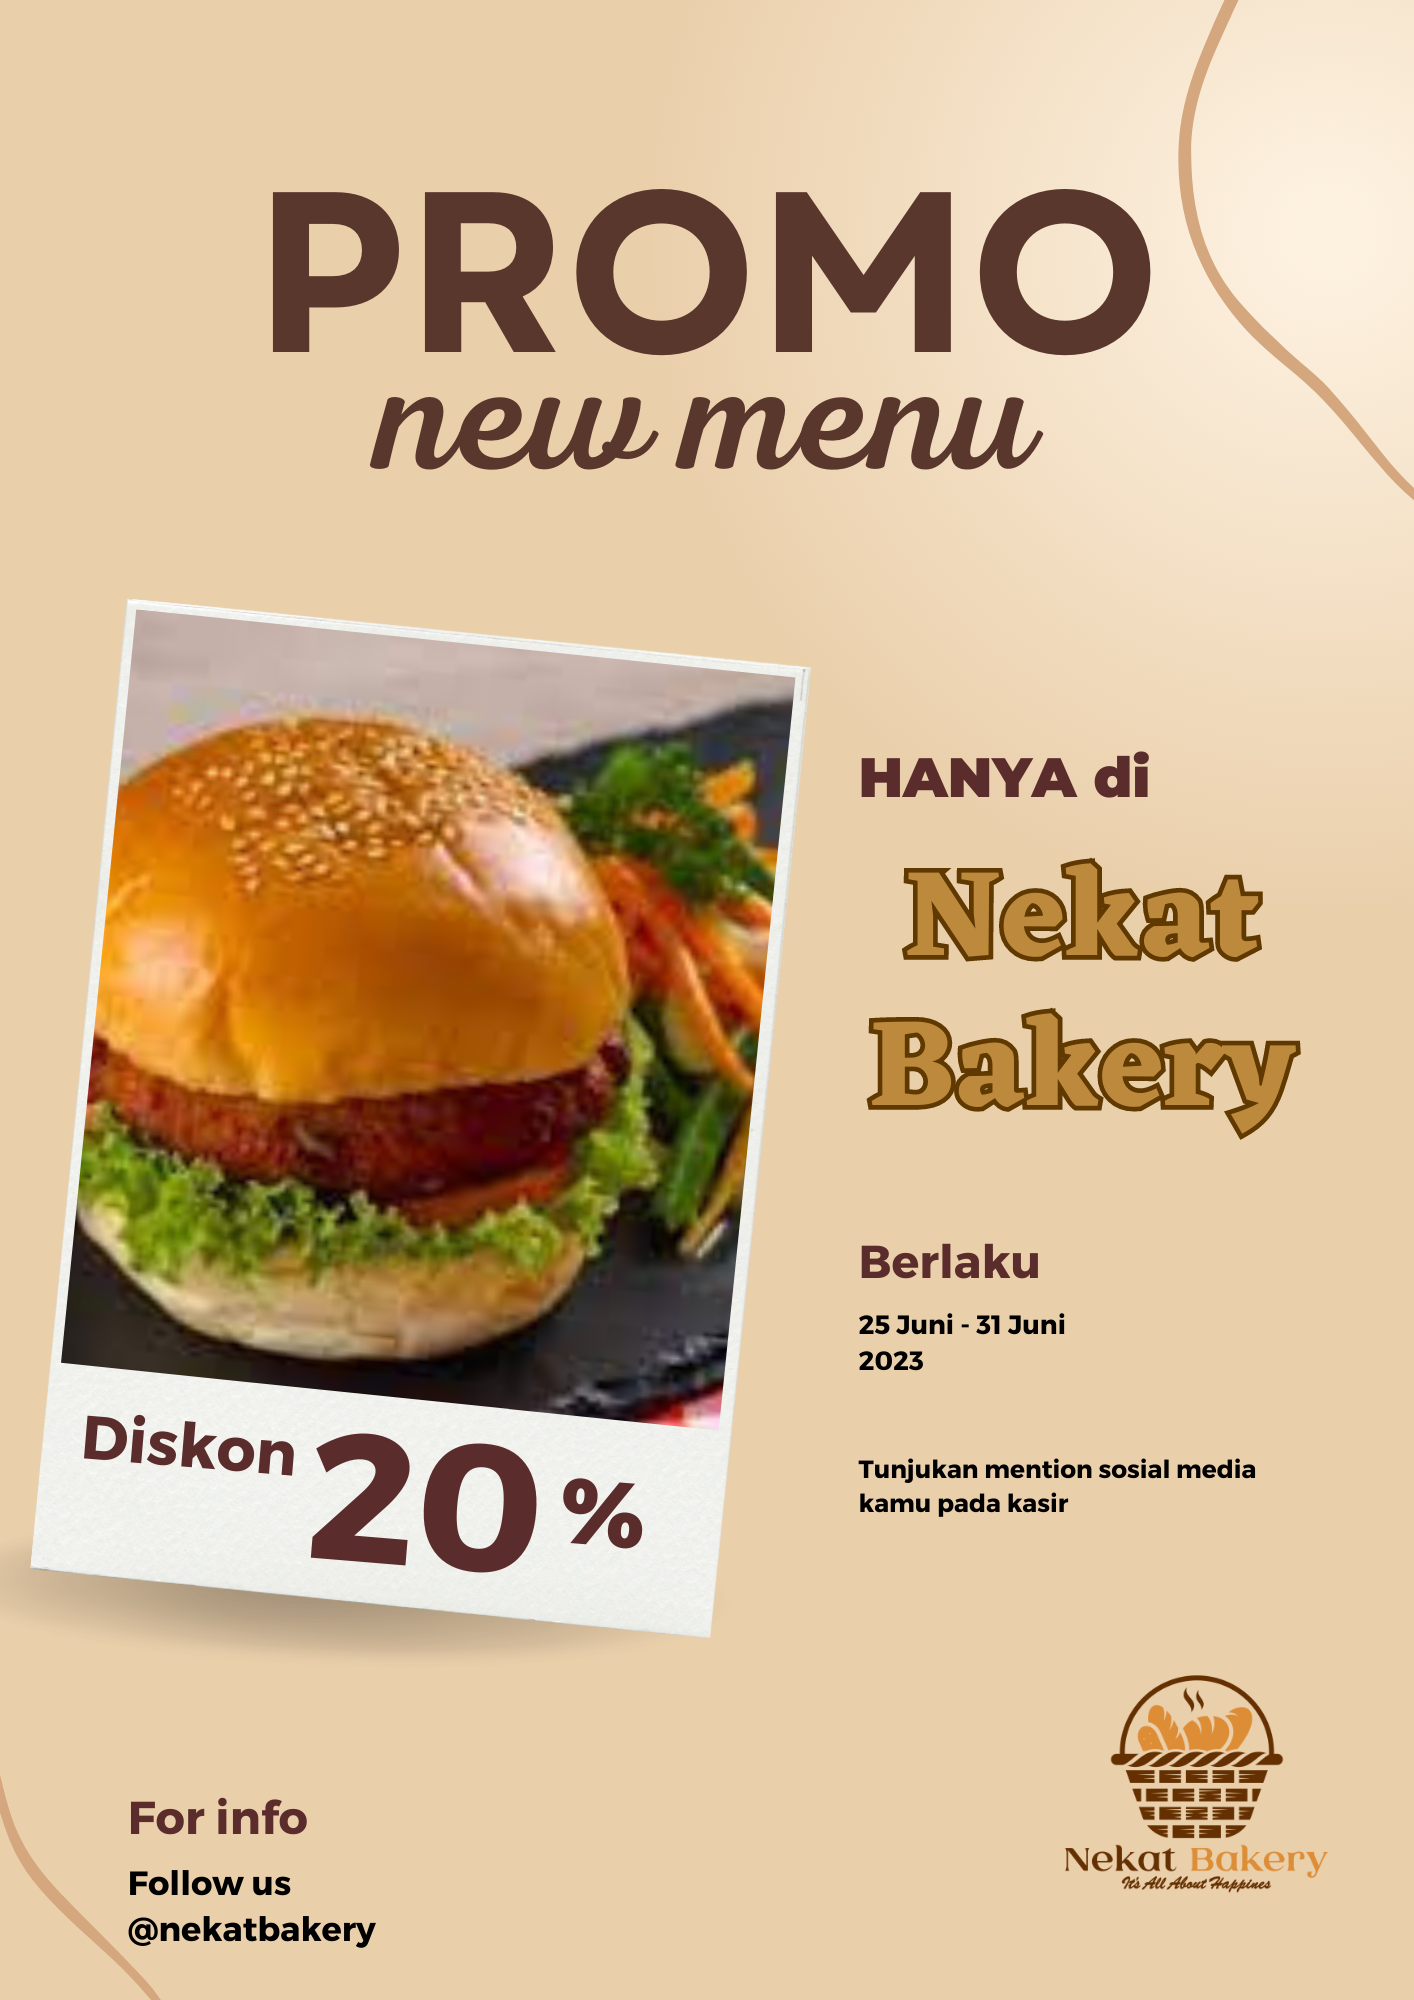 PROMO
new menu
HANYA di
Nekat
Bakery
Berlaku
25 Juni - 31 Juni
2023
Tunjukan mention sosial media
kamu pada kasir
Diskon 20 %
For info
Follow us
@nekatbakery
Nekat Bakery
It's All About Happines